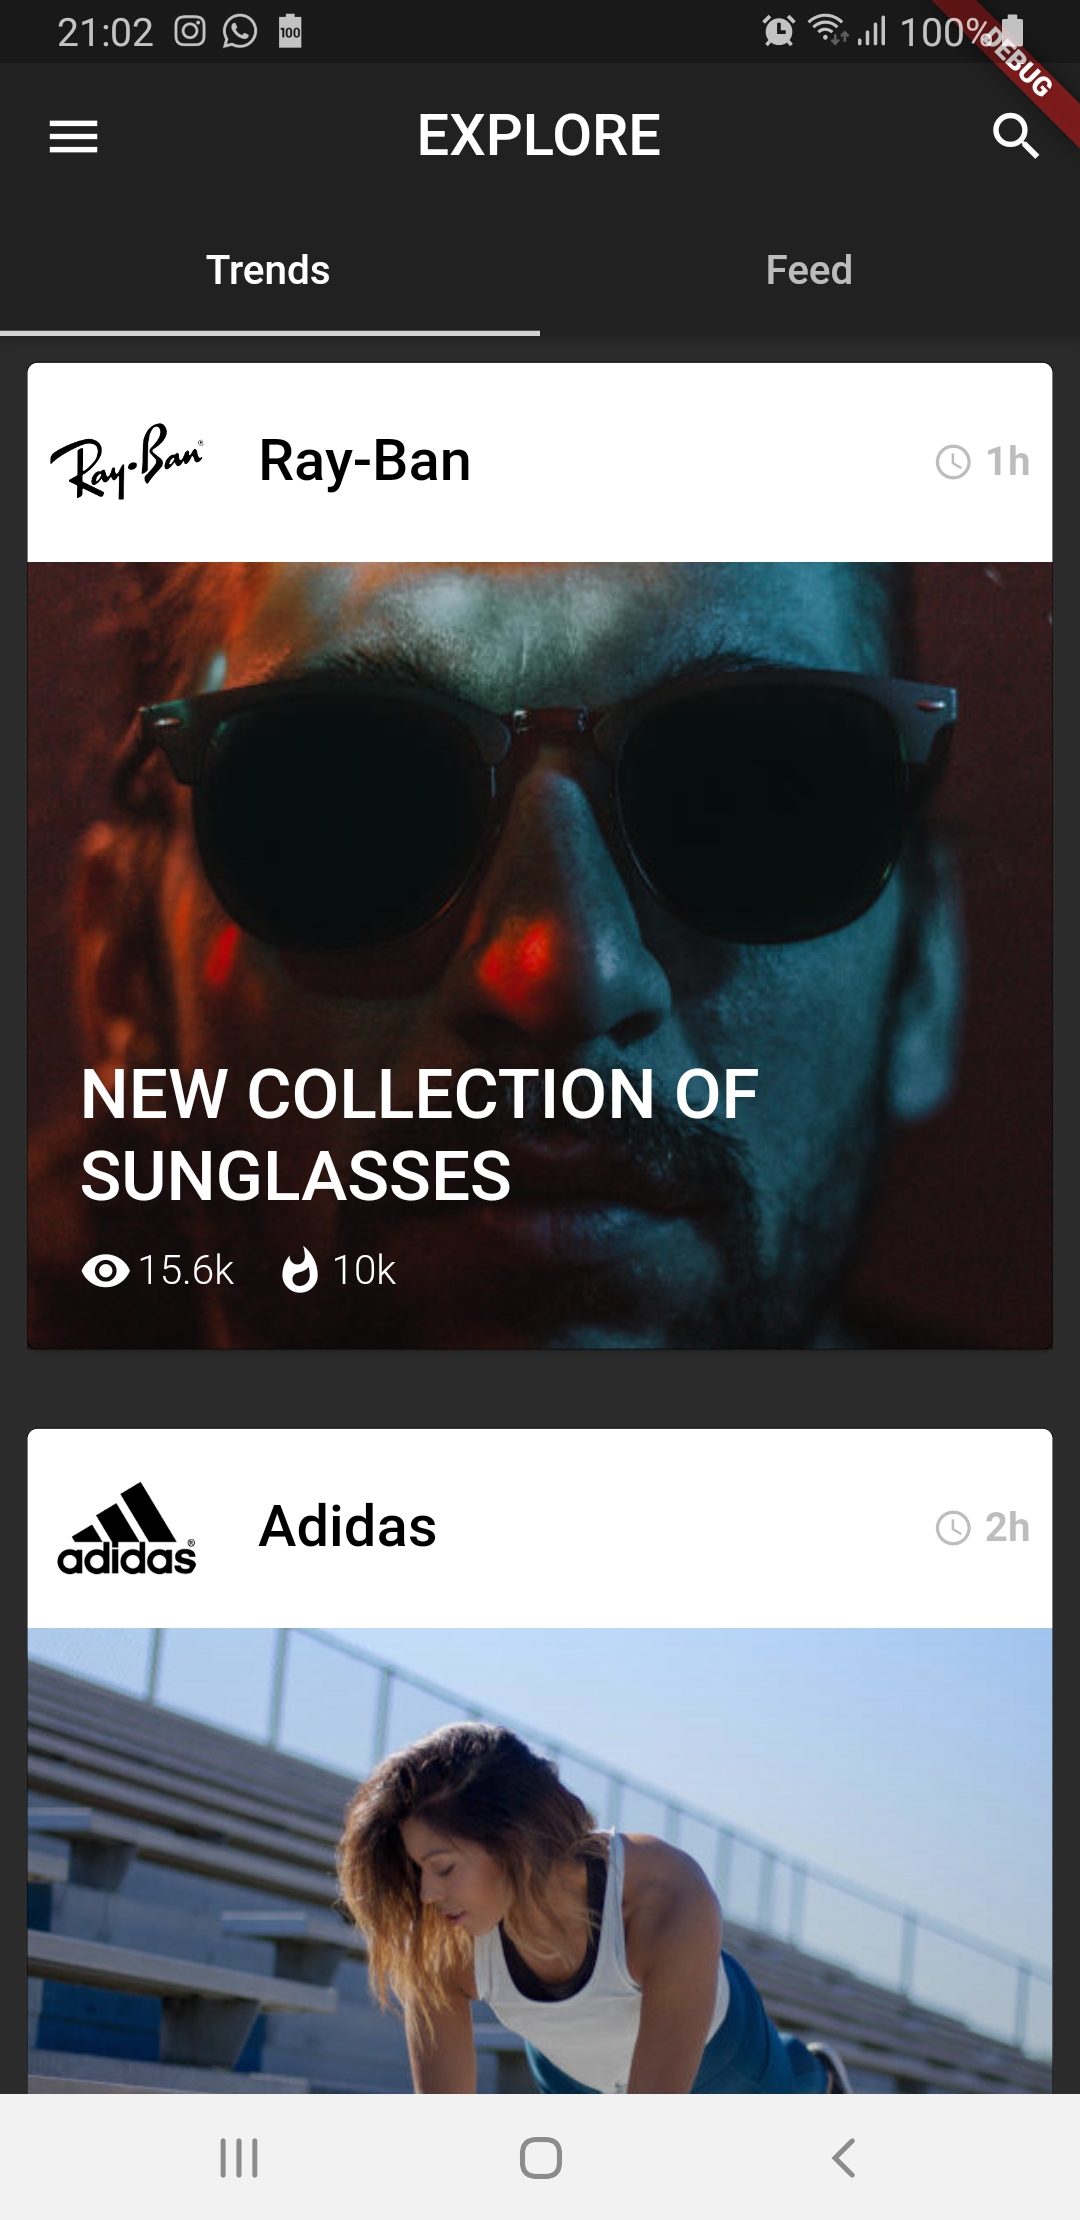 21:02 100 100%
DEBUG
EXPLORE
Trends Feed
Ray-Ban Ray-Ban 1h
NEW COLLECTION OF
SUNGLASSES
15.6k 10k
adidas® Adidas 2h